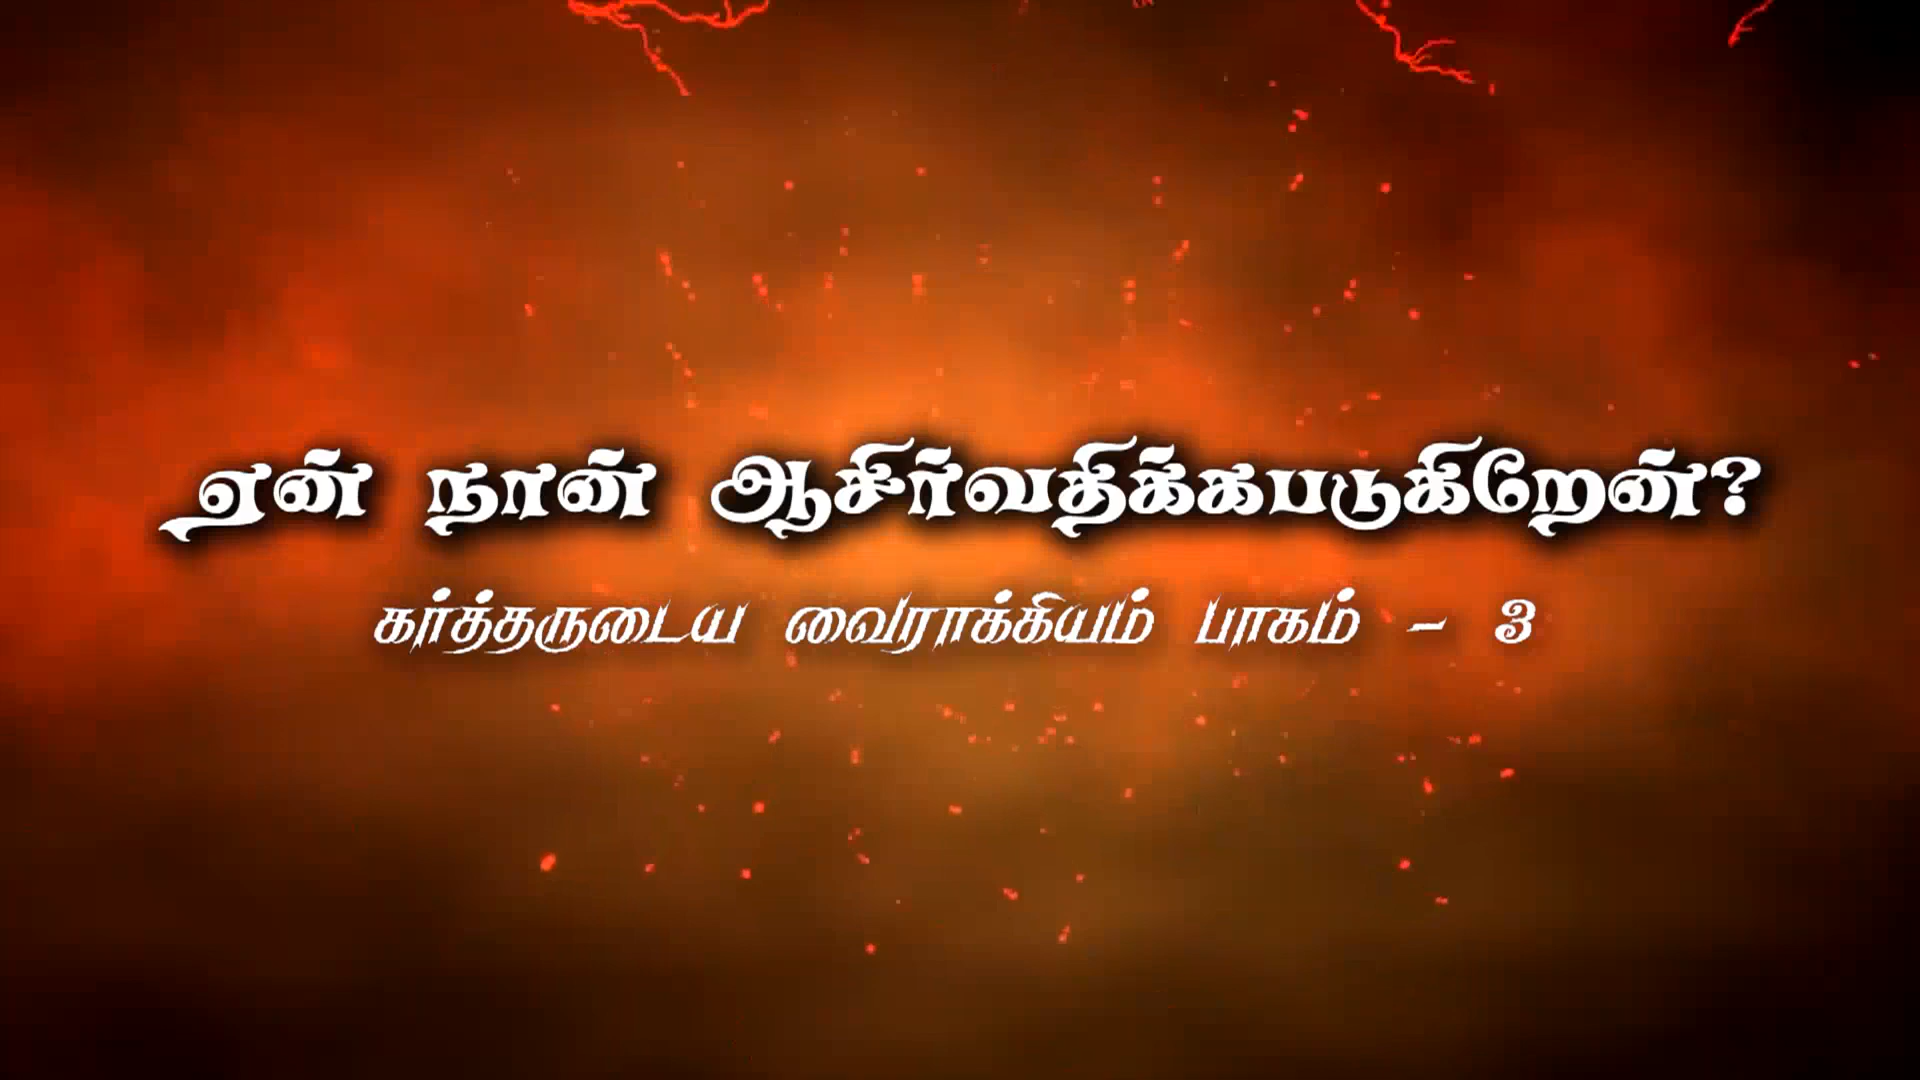 ஏன் நான் ஆசிர்வதிக்கபடுகிறேன்?
கர்த்தருடைய வைராக்கியம் பாகம் - 3